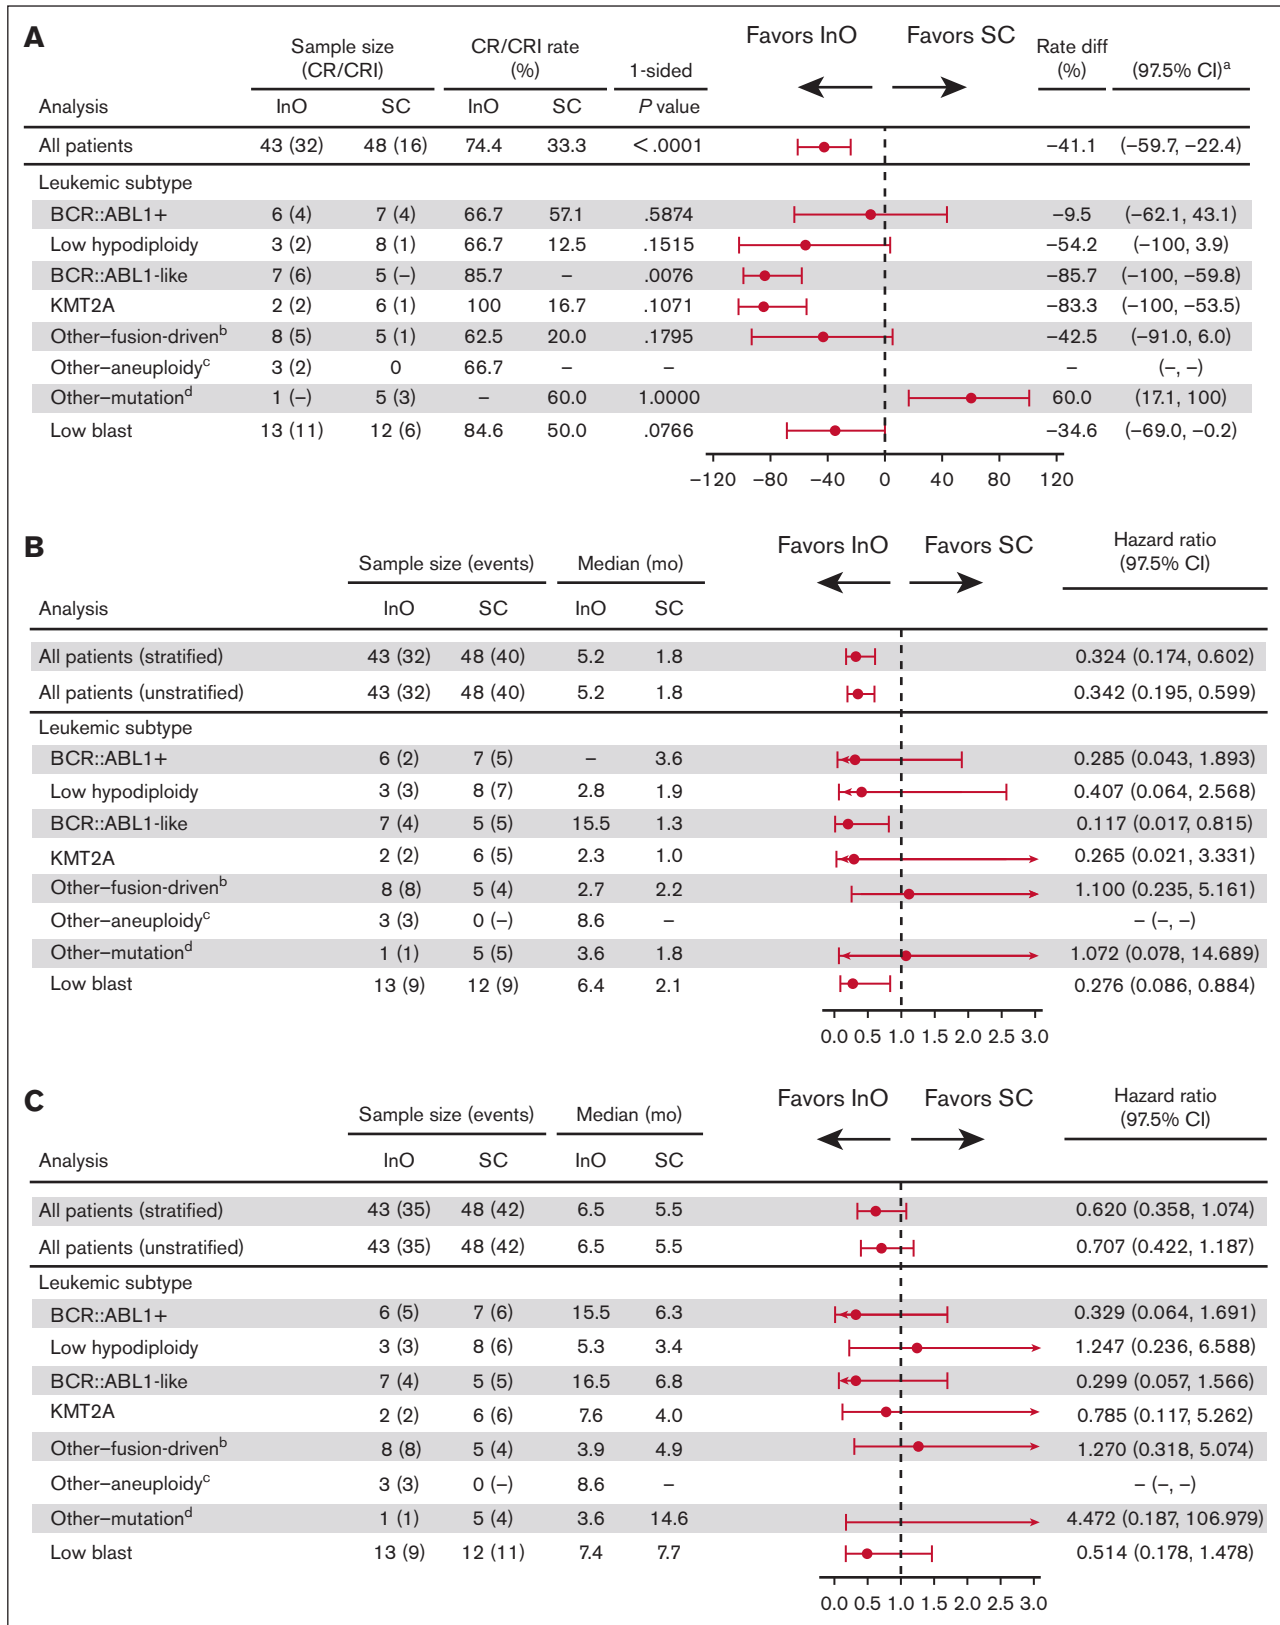 A
Favors InO Favors SC
Sample size (CR/CRI) CR/CRI rate (%) 1-sided P value Rate diff (%) (97.5% CI)a
Analysis InO SC InO SC
All patients 43 (32) 48 (16) 74.4 33.3 <.0001 −41.1 (−59.7, −22.4)
Leukemic subtype
BCR::ABL1+ 6 (4) 7 (4) 66.7 57.1 .5874 −9.5 (−62.1, 43.1)
Low hypodiploidy 3 (2) 8 (1) 66.7 12.5 .1515 −54.2 (−100, 3.9)
BCR::ABL1-like 7 (6) 5 (–) 85.7 – .0076 −85.7 (−100, −59.8)
KMT2A 2 (2) 6 (1) 100 16.7 .1071 −83.3 (−100, −53.5)
Other–fusion-drivenb 8 (5) 5 (1) 62.5 20.0 .1795 −42.5 (−91.0, 6.0)
Other–aneuploidyc 3 (2) 0 66.7 – – – (–, –)
Other–mutationd 1 (–) 5 (3) – 60.0 1.0000 60.0 (17.1, 100)
Low blast 13 (11) 12 (6) 84.6 50.0 .0766 −34.6 (−69.0, −0.2)
−120 −80 −40 0 40 80 120
B
Favors InO Favors SC
Sample size (events) Median (mo) Hazard ratio (97.5% CI)
Analysis InO SC InO SC
All patients (stratified) 43 (32) 48 (40) 5.2 1.8 0.324 (0.174, 0.602)
All patients (unstratified) 43 (32) 48 (40) 5.2 1.8 0.342 (0.195, 0.599)
Leukemic subtype
BCR::ABL1+ 6 (2) 7 (5) – 3.6 0.285 (0.043, 1.893)
Low hypodiploidy 3 (3) 8 (7) 2.8 1.9 0.407 (0.064, 2.568)
BCR::ABL1-like 7 (4) 5 (5) 15.5 1.3 0.117 (0.017, 0.815)
KMT2A 2 (2) 6 (5) 2.3 1.0 0.265 (0.021, 3.331)
Other–fusion-drivenb 8 (8) 5 (4) 2.7 2.2 1.100 (0.235, 5.161)
Other–aneuploidyc 3 (3) 0 (–) 8.6 – – (–, –)
Other–mutationd 1 (1) 5 (5) 3.6 1.8 1.072 (0.078, 14.689)
Low blast 13 (9) 12 (9) 6.4 2.1 0.276 (0.086, 0.884)
0.0 0.5 1.0 1.5 2.0 2.5 3.0
C
Favors InO Favors SC
Sample size (events) Median (mo) Hazard ratio (97.5% CI)
Analysis InO SC InO SC
All patients (stratified) 43 (35) 48 (42) 6.5 5.5 0.620 (0.358, 1.074)
All patients (unstratified) 43 (35) 48 (42) 6.5 5.5 0.707 (0.422, 1.187)
Leukemic subtype
BCR::ABL1+ 6 (5) 7 (6) 15.5 6.3 0.329 (0.064, 1.691)
Low hypodiploidy 3 (3) 8 (6) 5.3 3.4 1.247 (0.236, 6.588)
BCR::ABL1-like 7 (4) 5 (5) 16.5 6.8 0.299 (0.057, 1.566)
KMT2A 2 (2) 6 (6) 7.6 4.0 0.785 (0.117, 5.262)
Other–fusion-drivenb 8 (8) 5 (4) 3.9 4.9 1.270 (0.318, 5.074)
Other–aneuploidyc 3 (3) 0 (–) 8.6 – – (–, –)
Other–mutationd 1 (1) 5 (4) 3.6 14.6 4.472 (0.187, 106.979)
Low blast 13 (9) 12 (11) 7.4 7.7 0.514 (0.178, 1.478)
0.0 0.5 1.0 1.5 2.0 2.5 3.0